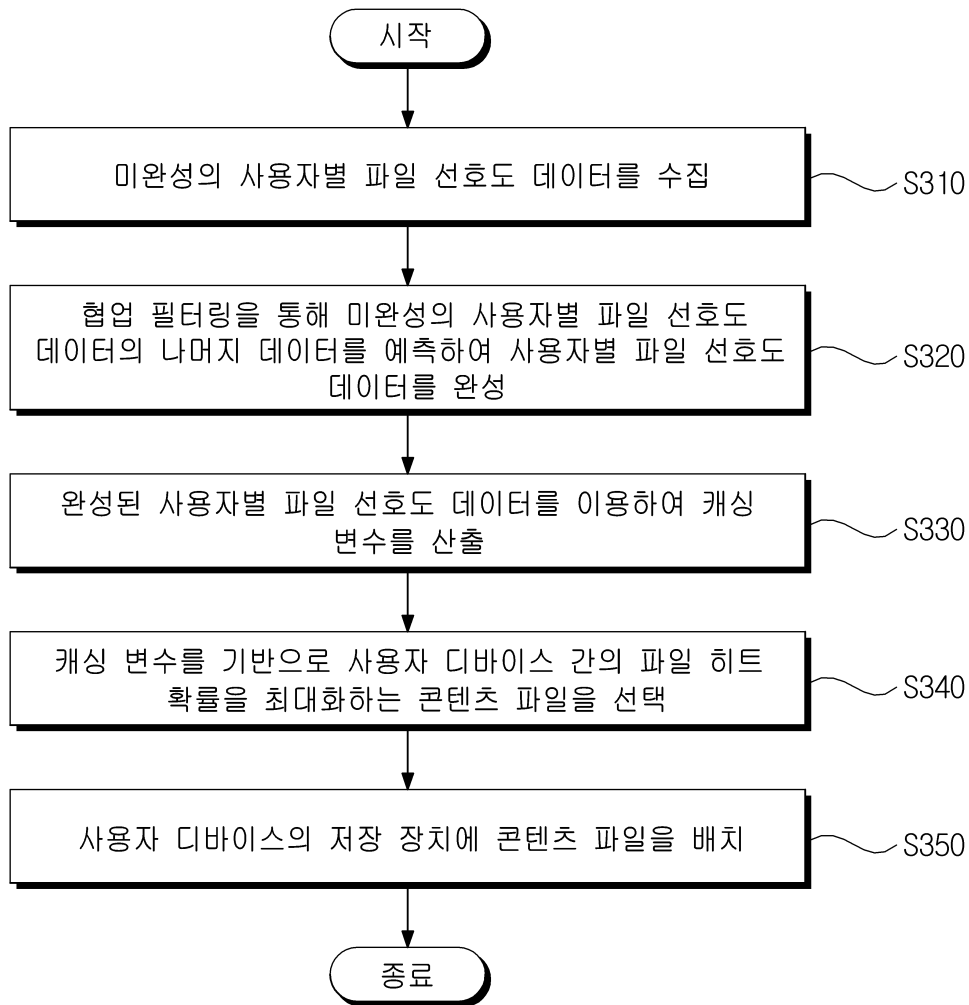 시작
미완성의 사용자별 파일 선호도 데이터를 수집
S310
협업 필터링을 통해 미완성의 사용자별 파일 선호도
데이터의 나머지 데이터를 예측하여 사용자별 파일 선호도
데이터를 완성
S320
완성된 사용자별 파일 선호도 데이터를 이용하여 캐싱
변수를 산출
S330
캐싱 변수를 기반으로 사용자 디바이스 간의 파일 히트
확률을 최대화하는 콘텐츠 파일을 선택
S340
사용자 디바이스의 저장 장치에 콘텐츠 파일을 배치
S350
종료